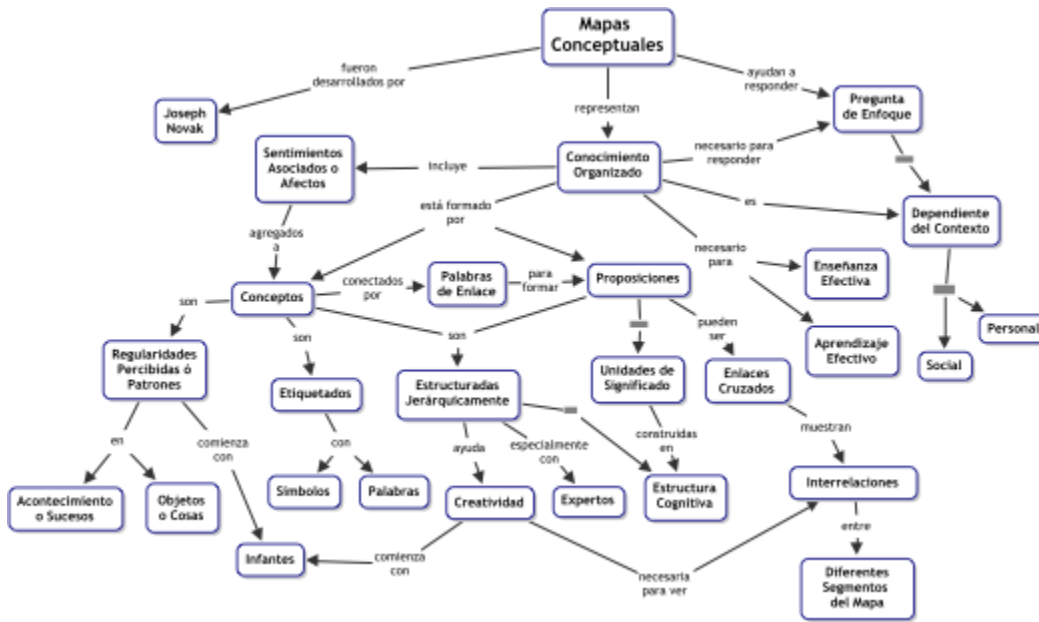 Mapas
Conceptuales
fueron
desarrollados por
ayudan a
responder
representan
Joseph
Novak
Pregunta
de Enfoque
Sentimientos
Asociados o
Afectos
incluye
Conocimiento
Organizado
necesario para
responder
es
Dependiente
del Contexto
está formado
por
agregados
a
necesario
para
Enseñanza
Efectiva
Conceptos
conectados
por
Palabras
de Enlace
para
formar
Proposiciones
son
son
son
pueden
ser
Personal
Aprendizaje
Efectivo
Social
Regularidades
Percibidas ó
Patrones
Etiquetados
Estructuradas
Jerárquicamente
Unidades de
Significado
Enlaces
Cruzados
en
comienza
con
con
ayuda
especialmente
con
construidas
en
muestran
Acontecimiento
o Sucesos
Objetos
o Cosas
Símbolos
Palabras
Creatividad
Expertos
Estructura
Cognitiva
Interrelaciones
Infantes
comienza
con
necesaria
para ver
entre
Diferentes
Segmentos
del Mapa